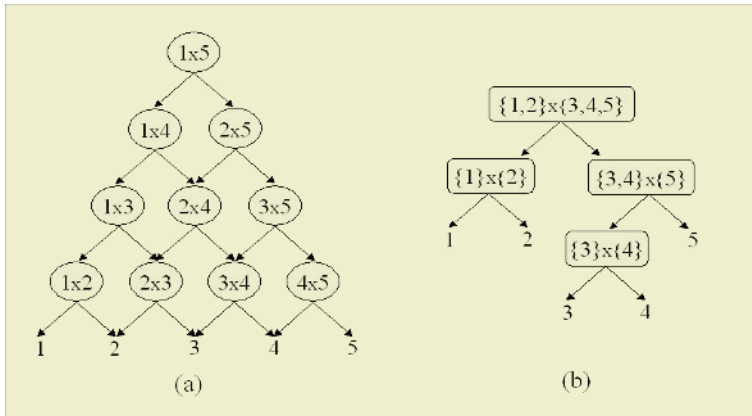 1x5
1x4 2x5
1x3 2x4 3x5
1x2 2x3 3x4 4x5
1 2 3 4 5
(a)
{1,2}x{3,4,5}
{1}x{2} {3,4}x{5}
1 2 {3}x{4} 5
3 4
(b)